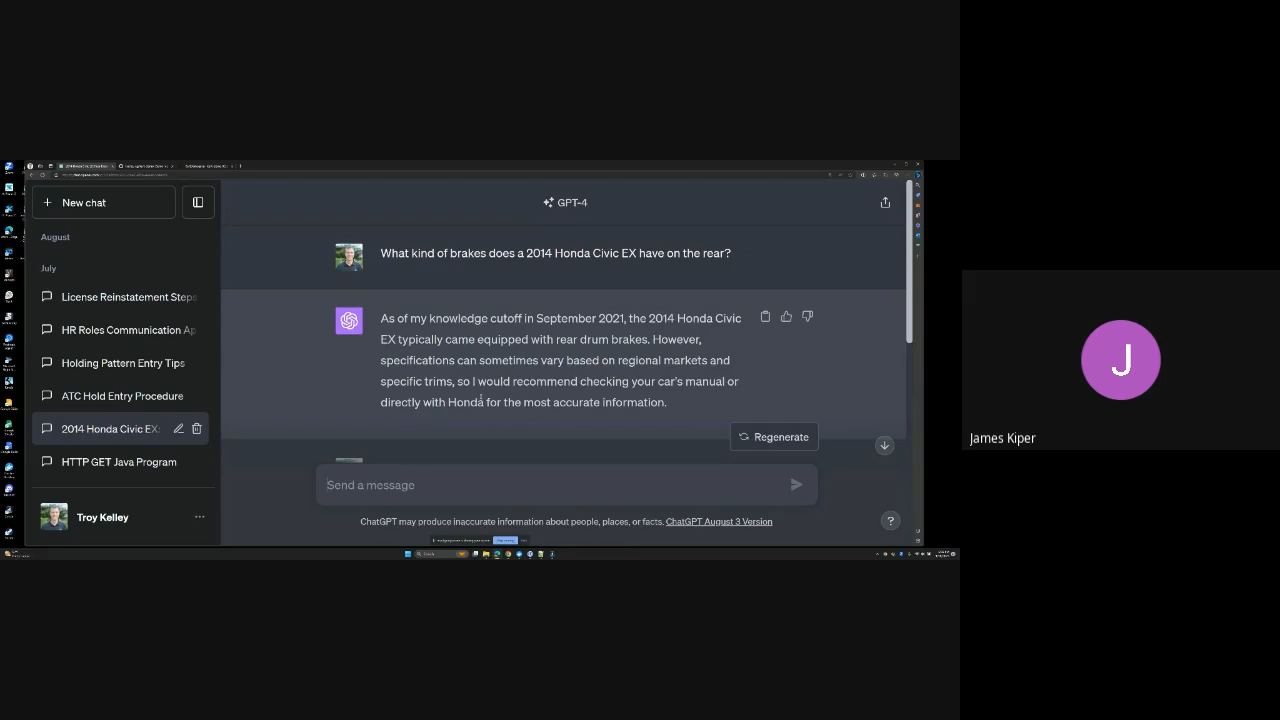 New chat
GPT-4
August
July
What kind of brakes does a 2014 Honda Civic EX have on the rear?
License Reinstatement Steps
HR Roles Communication Ap
Holding Pattern Entry Tips
ATC Hold Entry Procedure
2014 Honda Civic EX:
HTTP GET Java Program
As of my knowledge cutoff in September 2021, the 2014 Honda Civic
EX typically came equipped with rear drum brakes. However,
specifications can sometimes vary based on regional markets and
specific trims, so I would recommend checking your car's manual or
directly with Honda for the most accurate information.
Regenerate
Send a message
Troy Kelley
ChatGPT may produce inaccurate information about people, places, or facts. ChatGPT August 3 Version
?
J
James Kiper